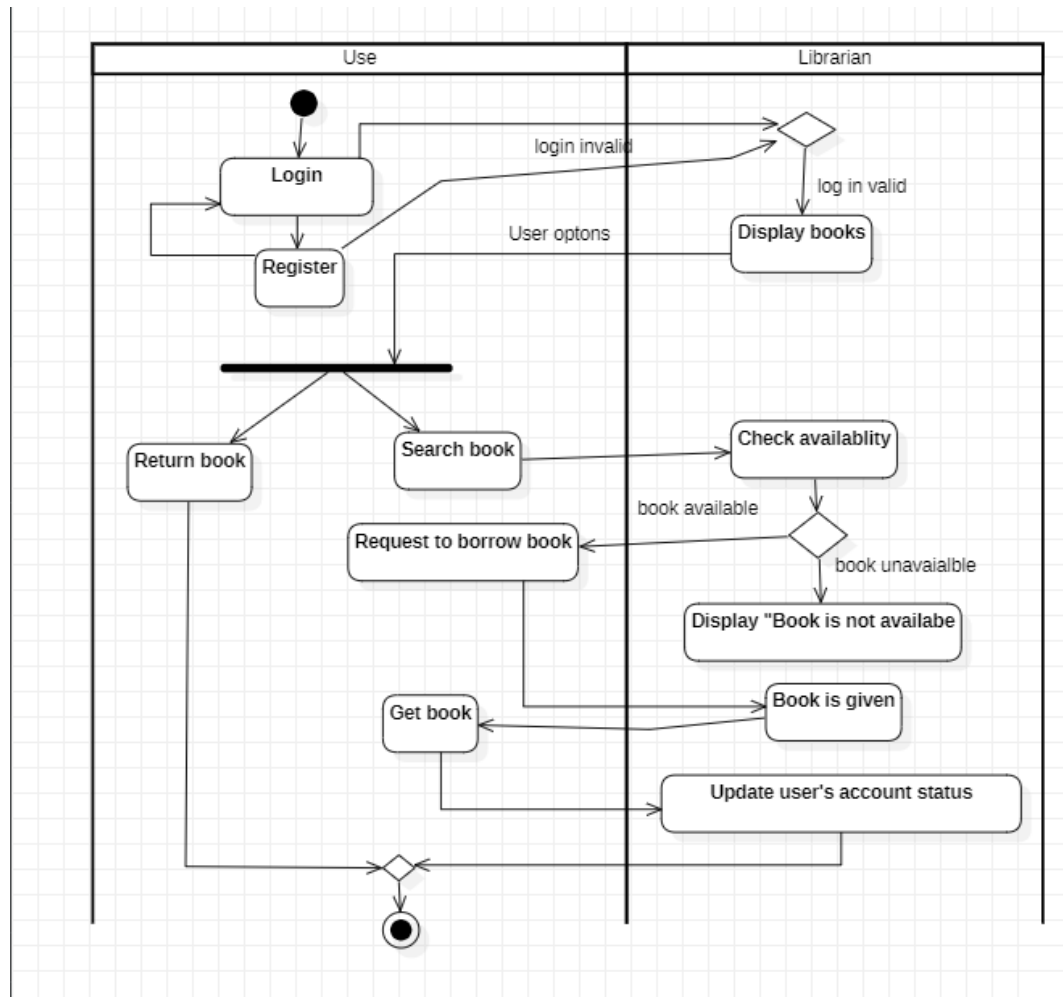 Use
Librarian
Login
login invalid
log in valid
Register
User optons
Display books
Return book
Search book
Check availablity
book available
Request to borrow book
book unavaialble
Display "Book is not availabe
Get book
Book is given
Update user's account status